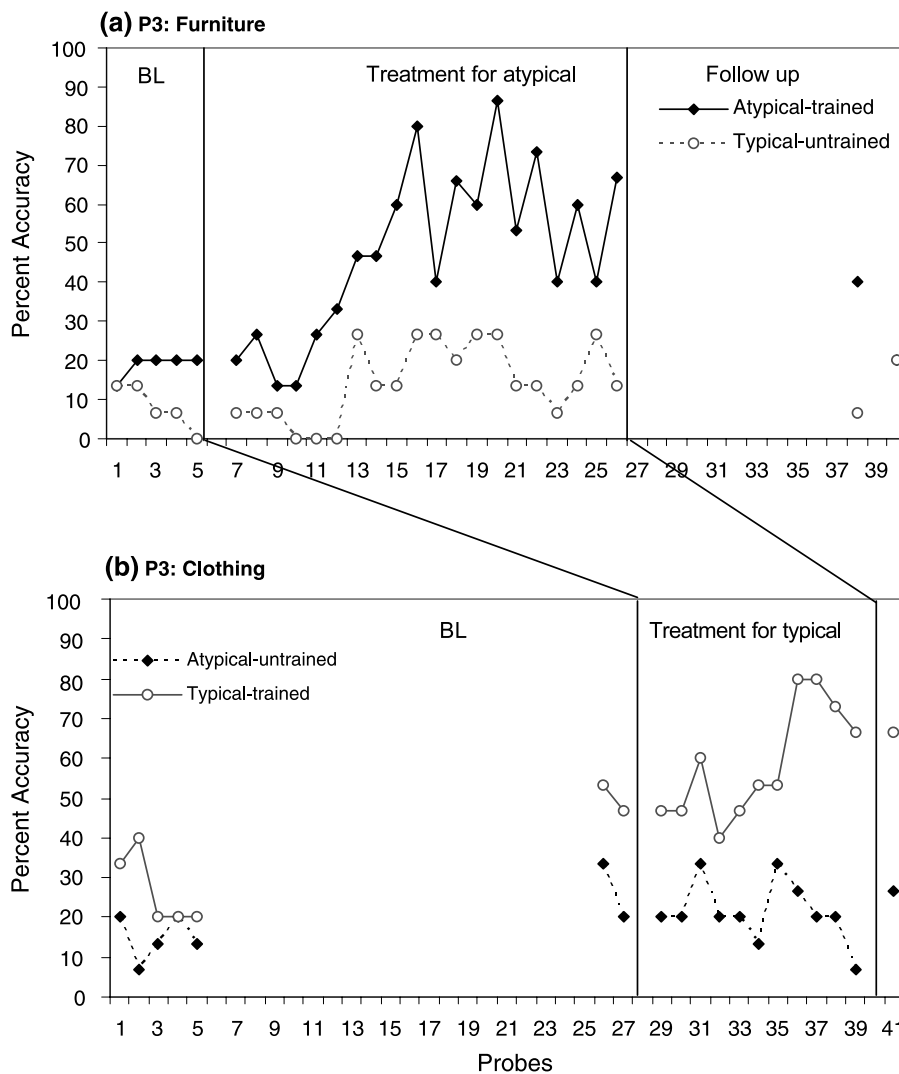 (a) P3: Furniture
100
90
80
70
60
50
40
30
20
10
0
Percent Accuracy
BL
Treatment for atypical
Follow up
Atypical-trained
Typical-untrained
1 3 5 7 9 11 13 15 17 19 21 23 25 27 29 31 33 35 37 39
(b) P3: Clothing
100
90
80
70
60
50
40
30
20
10
0
Percent Accuracy
BL
Treatment for typical
Atypical-untrained
Typical-trained
1 3 5 7 9 11 13 15 17 19 21 23 25 27 29 31 33 35 37 39 41
Probes